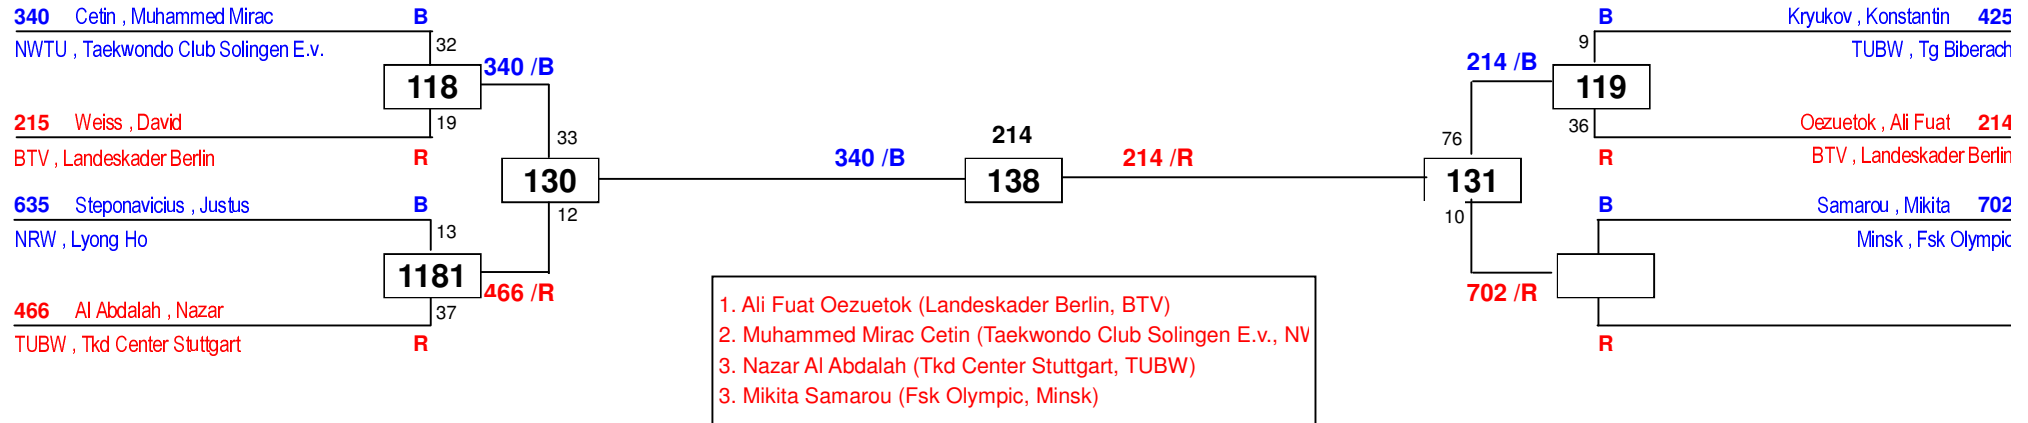 340 Cetin , Muhammed Mirac B
NWTU , Taekwondo Club Solingen E.v.
32
118
340 /B
19
215 Weiss , David
BTV , Landeskader Berlin R
33
130
12
635 Steponavicius , Justus B
NRW , Lyong Ho
13
1181
466 /R
37
466 Al Abdalah , Nazar
TUBW , Tkd Center Stuttgart R
340 /B
214
138
214 /R
B Kryukov , Konstantin 425
TUBW , Tg Biberach
9
214 /B
119
36
Oezuetok , Ali Fuat 214
R BTV , Landeskader Berlin
76
131
10
B Samarou , Mikita 702
Minsk , Fsk Olympic
702 /R
R
1. Ali Fuat Oezuetok (Landeskader Berlin, BTV)
2. Muhammed Mirac Cetin (Taekwondo Club Solingen E.v., NW
3. Nazar Al Abdalah (Tkd Center Stuttgart, TUBW)
3. Mikita Samarou (Fsk Olympic, Minsk)